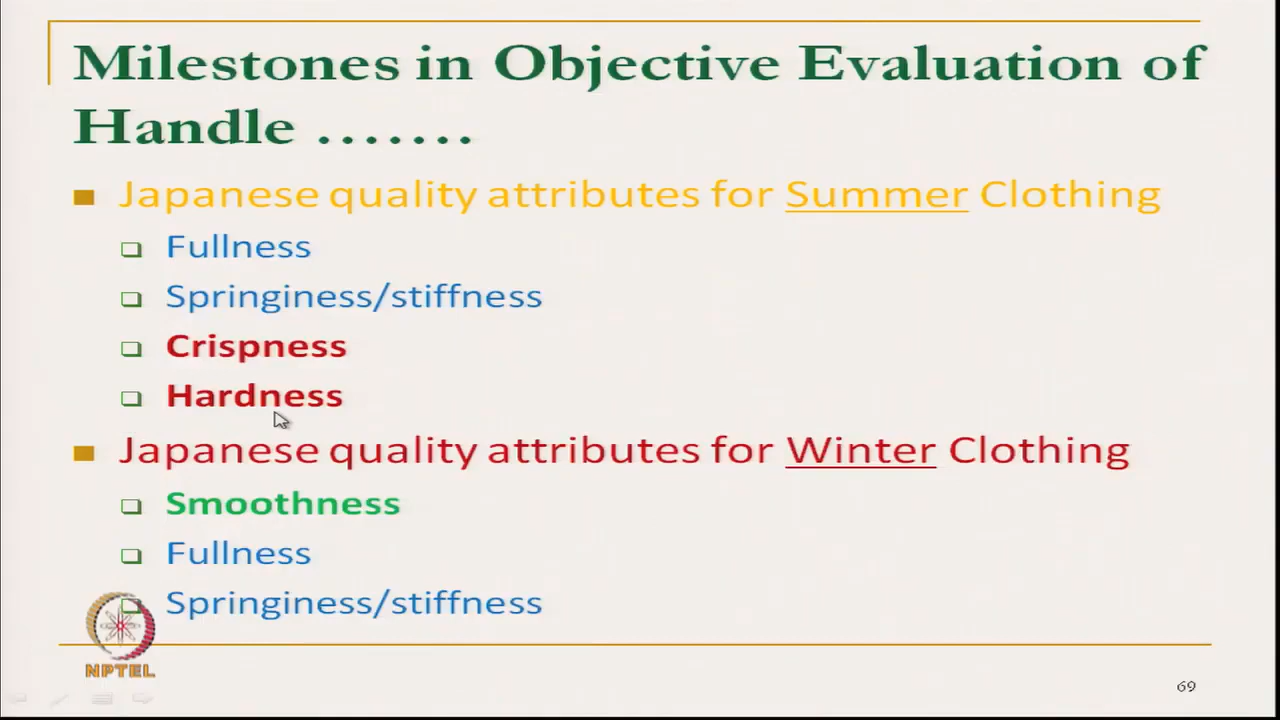 Milestones in Objective Evaluation of
Handle .......
Japanese quality attributes for Summer Clothing
Fullness
Springiness/stiffness
Crispness
Hardness
Japanese quality attributes for Winter Clothing
Smoothness
Fullness
Springiness/stiffness
NPTEL
69